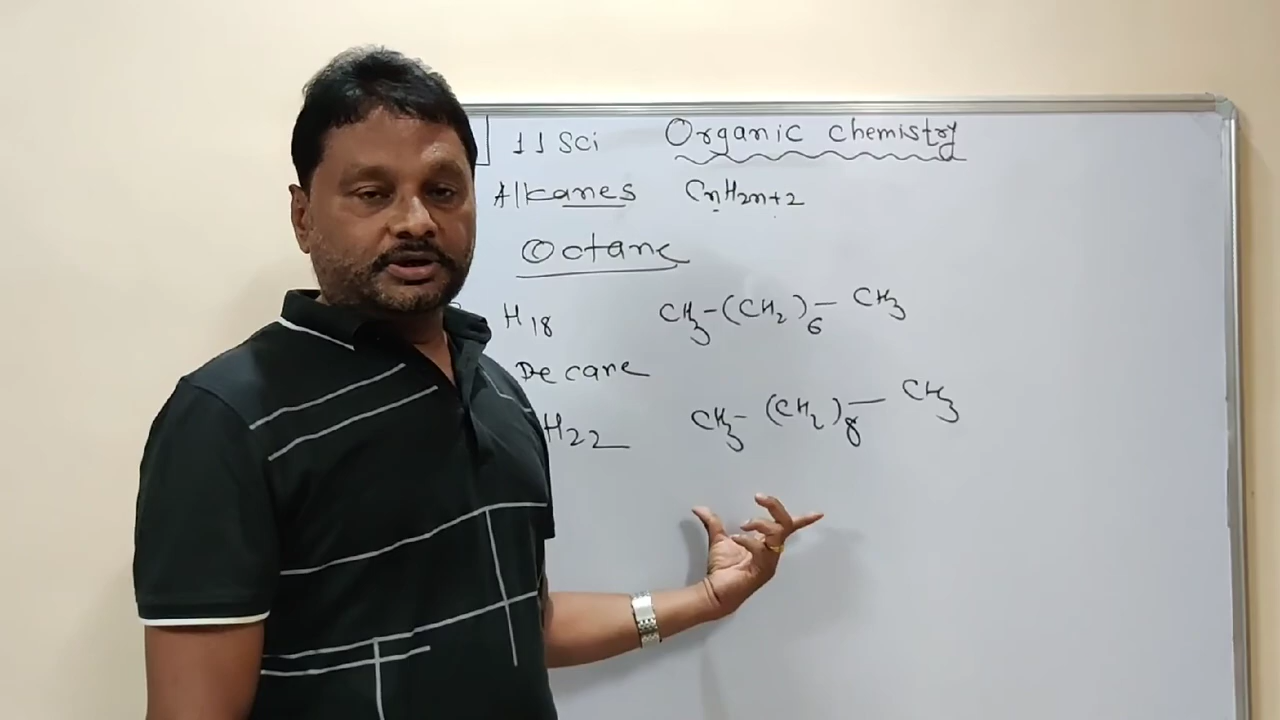 11 Sci Organic chemistry
Alkanes CnH2n+2
Octane
H18 CH3-(CH2)6-CH3
Decane
H22 CH3-(CH2)8-CH3